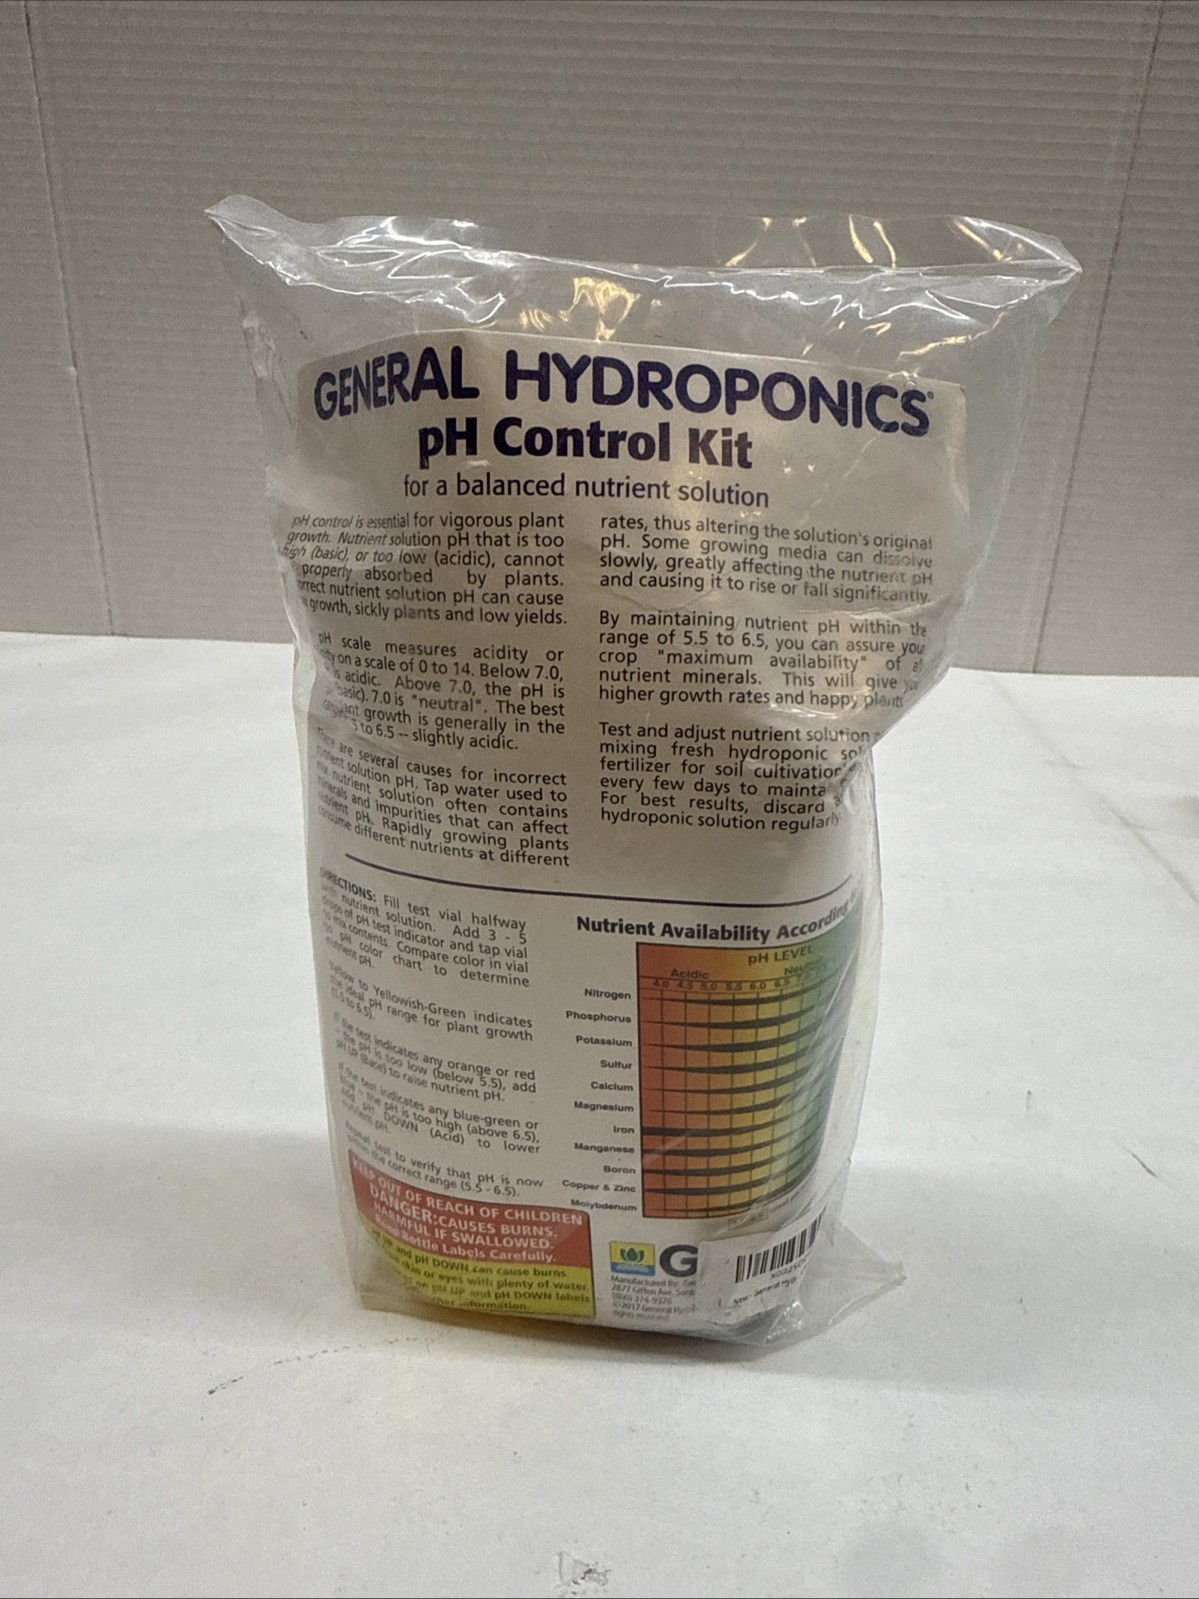 GENERAL HYDROPONICS®
pH Control Kit
for a balanced nutrient solution
pH control is essential for vigorous plant
growth. Nutrient solution pH that is too
high (basic), or too low (acidic), cannot
properly absorbed by plants.
growth, sickly plants and low yields.
pH scale measures acidity or
on a scale of 0 to 14. Below 7.0,
is acidic. Above 7.0, the pH is
7.0 is "neutral". The best
growth is generally in the
to 6.5 -- slightly acidic.
are several causes for incorrect
solution pH. Tap water used to
nutrient solution often contains
and impurities that can affect
pH. Rapidly growing plants
different nutrients at different
rates, thus altering the solution's original
pH. Some growing media can dissolve
slowly, greatly affecting the nutrient pH
and causing it to rise or fall significantly.
By maintaining nutrient pH within the
range of 5.5 to 6.5, you can assure you
crop "maximum availability" of
nutrient minerals. This will give
higher growth rates and happy plants
Test and adjust nutrient solution
mixing fresh hydroponic
fertilizer for soil cultivation
every few days to
For best results, discard
hydroponic solution regularly
DIRECTIONS: Fill test vial halfway
with nutrient solution. Add 3 - 5
drops of pH test indicator and tap vial
to mix contents. Compare color in vial
to pH color chart to determine
nutrient pH.
Yellow to Yellowish-Green indicates
the ideal pH range for plant growth
(5.5 to 6.5).
If the test indicates any orange or red
- the pH is too low (below 5.5), add
pH UP (Base) to raise nutrient pH.
If the test indicates any blue-green or
blue - the pH is too high (above 6.5),
add pH DOWN (Acid) to lower
nutrient pH.
Repeat test to verify that pH is now
within the correct range (5.5 - 6.5).
Nutrient Availability According
pH LEVEL
Acidic Neutral
4.0 4.5 5.0 5.5 6.0 6.5
Nitrogen
Phosphorus
Potassium
Sulfur
Calcium
Magnesium
Iron
Manganese
Boron
Copper & Zinc
Molybdenum
KEEP OUT OF REACH OF CHILDREN
DANGER: CAUSES BURNS.
HARMFUL IF SWALLOWED.
Bottle Labels Carefully.
UP and pH DOWN can cause burns.
skin or eyes with plenty of water.
on pH UP and pH DOWN labels
information.
G
Manufactured By:
2877 Giffen Ave.
(800) 374-9376
©2017 General
rights reserved